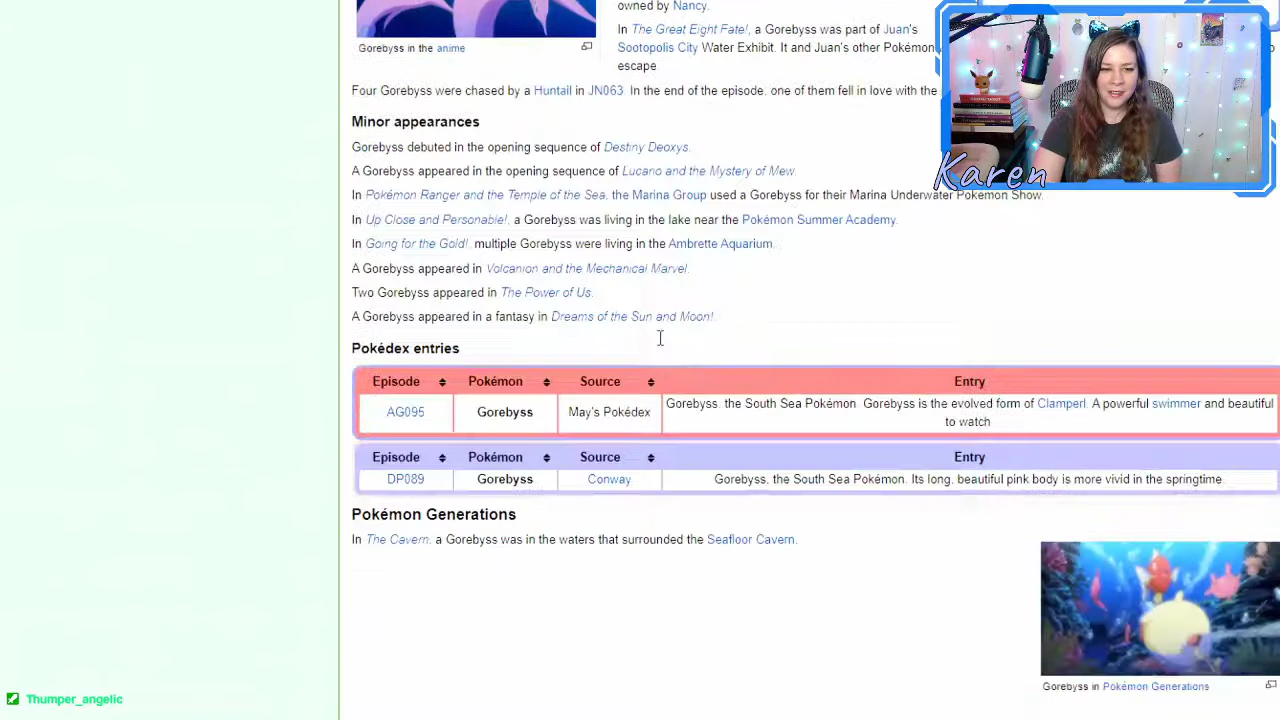 owned by Nancy.
In The Great Eight Fate!, a Gorebyss was part of Juan's
Sootopolis City Water Exhibit. It and Juan's other Pokémon
escape
Gorebyss in the anime
Four Gorebyss were chased by a Huntail in JN063. In the end of the episode, one of them fell in love with the
Karen
Minor appearances
Gorebyss debuted in the opening sequence of Destiny Deoxys.
A Gorebyss appeared in the opening sequence of Lucario and the Mystery of Mew.
In Pokémon Ranger and the Temple of the Sea, the Marina Group used a Gorebyss for their Marina Underwater Pokémon Show.
In Up Close and Personable!, a Gorebyss was living in the lake near the Pokémon Summer Academy.
In Going for the Gold!, multiple Gorebyss were living in the Ambrette Aquarium.
A Gorebyss appeared in Volcanion and the Mechanical Marvel.
Two Gorebyss appeared in The Power of Us.
A Gorebyss appeared in a fantasy in Dreams of the Sun and Moon!.
Pokédex entries
Episode Pokémon Source Entry
AG095 Gorebyss May's Pokédex Gorebyss, the South Sea Pokémon. Gorebyss is the evolved form of Clamperl. A powerful swimmer and beautiful
to watch
Episode Pokémon Source Entry
DP089 Gorebyss Conway Gorebyss, the South Sea Pokémon. Its long, beautiful pink body is more vivid in the springtime
Pokémon Generations
In The Cavern, a Gorebyss was in the waters that surrounded the Seafloor Cavern.
Gorebyss in Pokémon Generations
Thumper_angelic